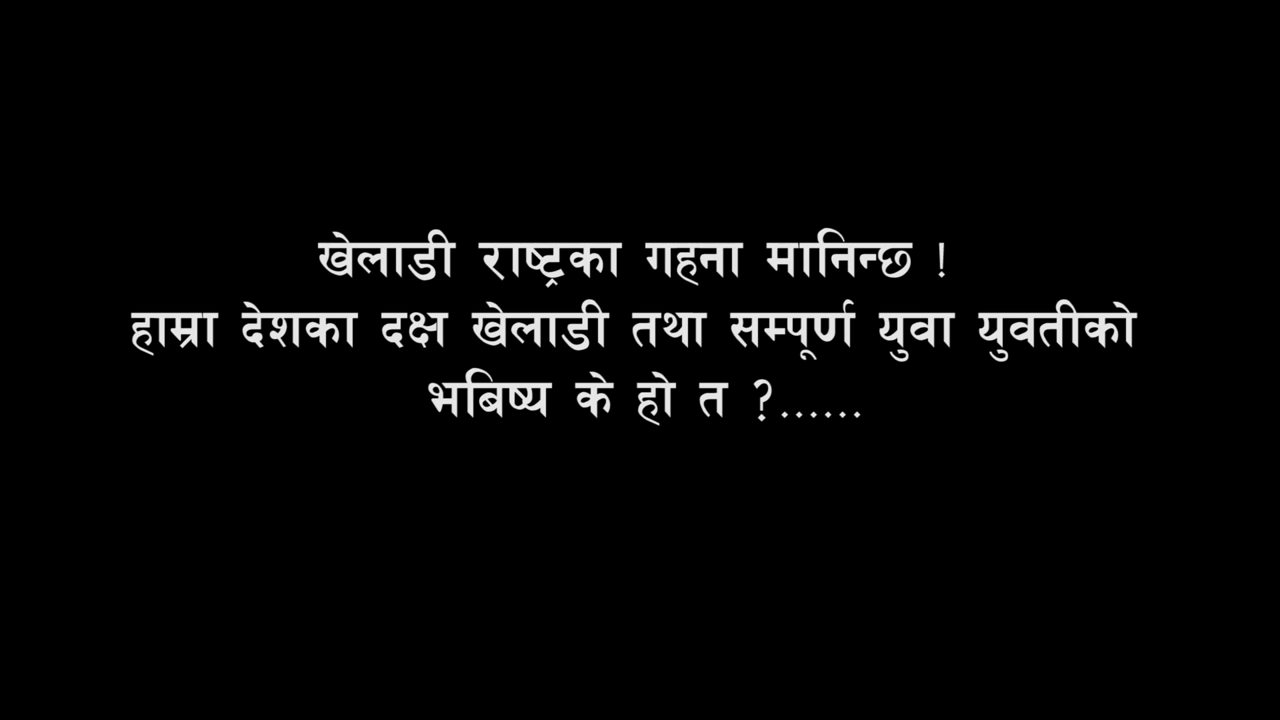 खेलाडी राष्ट्रका गहना मानिन्छ !
हाम्रा देशका दक्ष खेलाडी तथा सम्पूर्ण युवा युवतीको
भबिष्य के हो त ?......